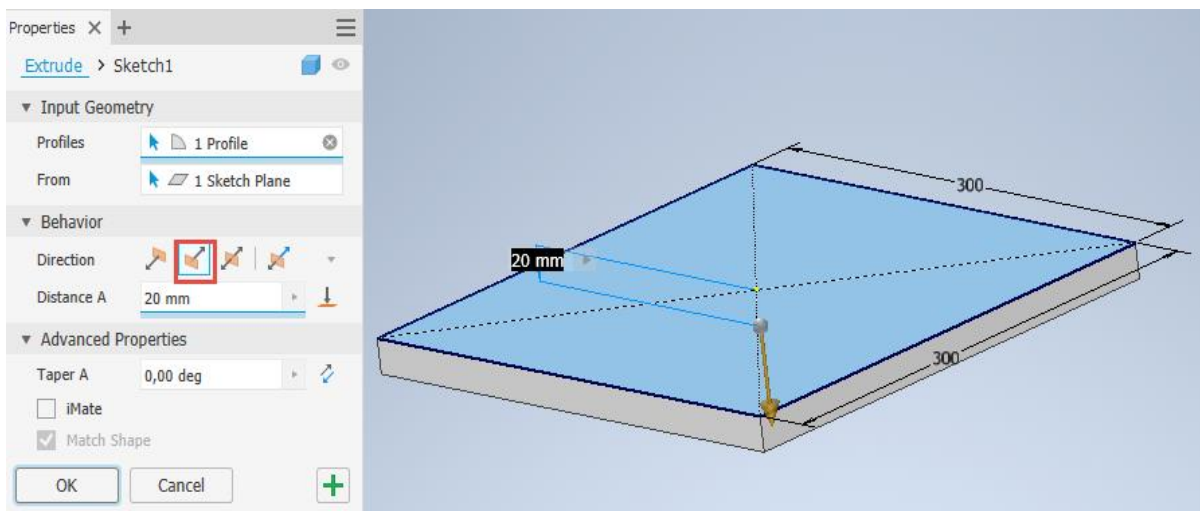 Properties
Extrude > Sketch1
Input Geometry
Profiles 1 Profile
From 1 Sketch Plane
Behavior
Direction
Distance A 20 mm
Advanced Properties
Taper A 0,00 deg
iMate
Match Shape
OK Cancel
300
20 mm
300